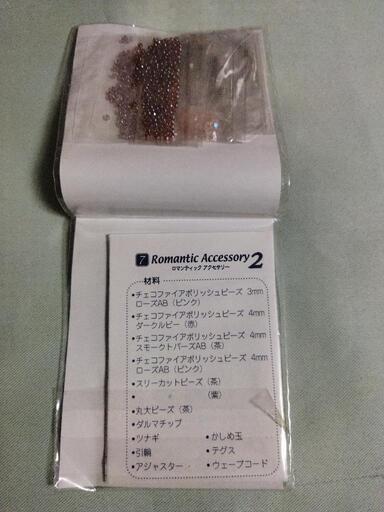 7 Romantic Accessory 2
ロマンティック アクセサリー
材料
•チェコファイアポリッシュビーズ 3mm
ローズAB（ピンク）
•チェコファイアポリッシュビーズ 4mm
ダークルビー（赤）
•チェコファイアポリッシュビーズ 4mm
スモークトパーズAB（茶）
•チェコファイアポリッシュビーズ 4mm
ローズAB（ピンク）
•スリーカットビーズ（茶）
• （紫）
•丸大ビーズ（茶）
•ダルマチップ
•ツナギ •かしめ玉
•引輪 •テグス
•アジャスター •ウェーブコード